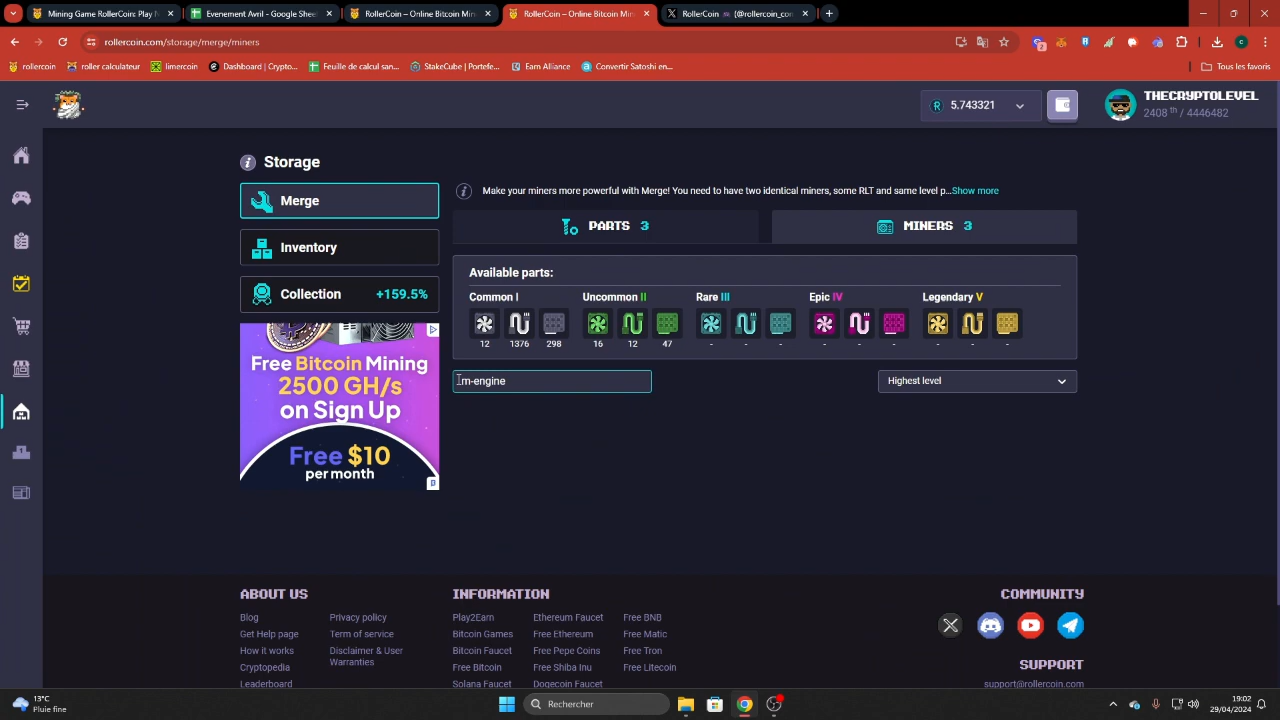 Mining Game RollerCoin: Play N
Evenement Avril - Google Sheet
RollerCoin – Online Bitcoin Min
RollerCoin – Online Bitcoin Min
RollerCoin 🎮 (@rollercoin_con
rollercoin.com/storage/merge/miners
rollercoin
roller calculateur
limercoin
Dashboard | Crypto...
Feuille de calcul san...
StakeCube | Portefe...
Earn Alliance
Convertir Satoshi en...
Tous les favoris
R 5.743321
THECRYPTOLEVEL
2408 th / 4446482
Storage
Merge
Inventory
Collection +159.5%
Make your miners more powerful with Merge! You need to have two identical miners, some RLT and same level p...Show more
PARTS 3
MINERS 3
Available parts:
Common I
Uncommon II
Rare III
Epic IV
Legendary V
12 1376 298
16 12 47
- - -
- - -
- - -
m-engine
Highest level
Free Bitcoin Mining
2500 GH/s
on Sign Up
Free $10
per month
ABOUT US
Blog
Get Help page
How it works
Cryptopedia
Leaderboard
Privacy policy
Term of service
Disclaimer & User
Warranties
INFORMATION
Play2Earn
Bitcoin Games
Bitcoin Faucet
Free Bitcoin
Solana Faucet
Ethereum Faucet
Free Ethereum
Free Pepe Coins
Free Shiba Inu
Dogecoin Faucet
Free BNB
Free Matic
Free Tron
Free Litecoin
COMMUNITY
SUPPORT
support@rollercoin.com
13°C
Pluie fine
Rechercher
19:02
29/04/2024